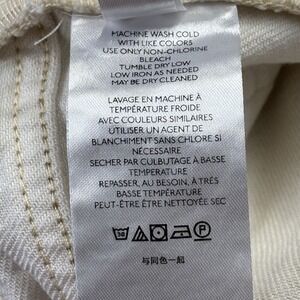 MACHINE WASH COLD
WITH LIKE COLORS
USE ONLY NON-CHLORINE
BLEACH
TUMBLE DRY LOW
LOW IRON AS NEEDED
MAY BE DRY CLEANED
LAVAGE EN MACHINE À
TEMPÉRATURE FROIDE
AVEC COULEURS SIMILAIRES
UTILISER UN AGENT DE
BLANCHIMENT SANS CHLORE SI
NÉCESSAIRE
SECHER PAR CULBUTAGE À BASSE
TEMPÉRATURE
REPASSER, AU BESOIN, À TRÈS
BASSE TEMPÉRATURE
PEUT-ÊTRE ÊTRE NETTOYÉE SEC
30 P
与同色一起